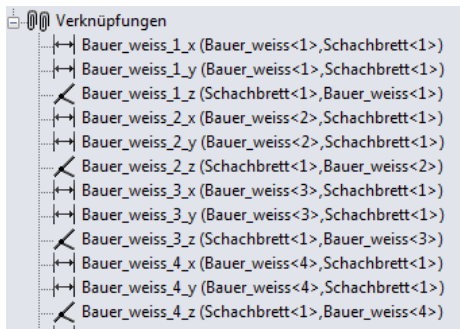 Verknüpfungen
Bauer_weiss_1_x (Bauer_weiss<1>,Schachbrett<1>)
Bauer_weiss_1_y (Bauer_weiss<1>,Schachbrett<1>)
Bauer_weiss_1_z (Schachbrett<1>,Bauer_weiss<1>)
Bauer_weiss_2_x (Bauer_weiss<2>,Schachbrett<1>)
Bauer_weiss_2_y (Bauer_weiss<2>,Schachbrett<1>)
Bauer_weiss_2_z (Schachbrett<1>,Bauer_weiss<2>)
Bauer_weiss_3_x (Bauer_weiss<3>,Schachbrett<1>)
Bauer_weiss_3_y (Bauer_weiss<3>,Schachbrett<1>)
Bauer_weiss_3_z (Schachbrett<1>,Bauer_weiss<3>)
Bauer_weiss_4_x (Bauer_weiss<4>,Schachbrett<1>)
Bauer_weiss_4_y (Bauer_weiss<4>,Schachbrett<1>)
Bauer_weiss_4_z (Schachbrett<1>,Bauer_weiss<4>)